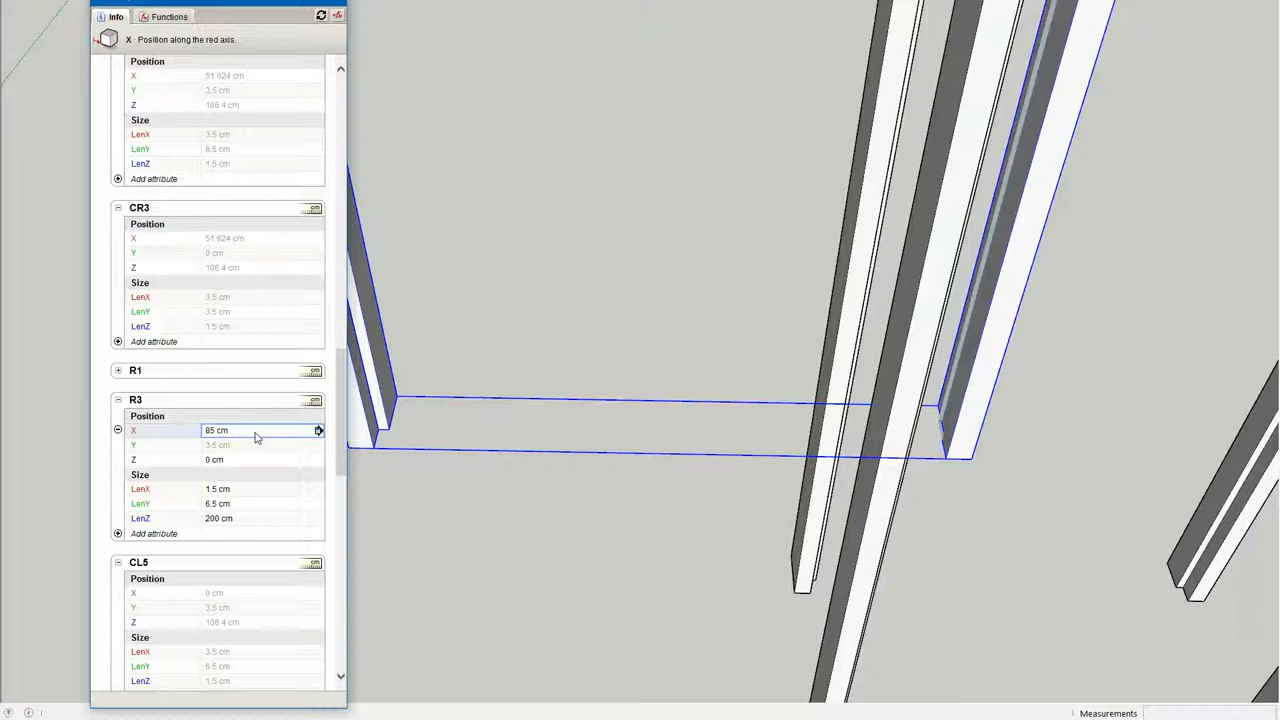 Info
Functions
X - Position along the red axis.
Position
X 51.624 cm
Y 3.5 cm
Z 106.4 cm
Size
LenX 3.5 cm
LenY 6.5 cm
LenZ 1.5 cm
Add attribute
CR3 cm
Position
X 51.624 cm
Y 0 cm
Z 106.4 cm
Size
LenX 3.5 cm
LenY 3.5 cm
LenZ 1.5 cm
Add attribute
R1 cm
R3 cm
Position
X 85 cm
Y 3.5 cm
Z 0 cm
Size
LenX 1.5 cm
LenY 6.5 cm
LenZ 200 cm
Add attribute
CL5 cm
Position
X 0 cm
Y 3.5 cm
Z 108.4 cm
Size
LenX 3.5 cm
LenY 6.5 cm
LenZ 1.5 cm
Measurements